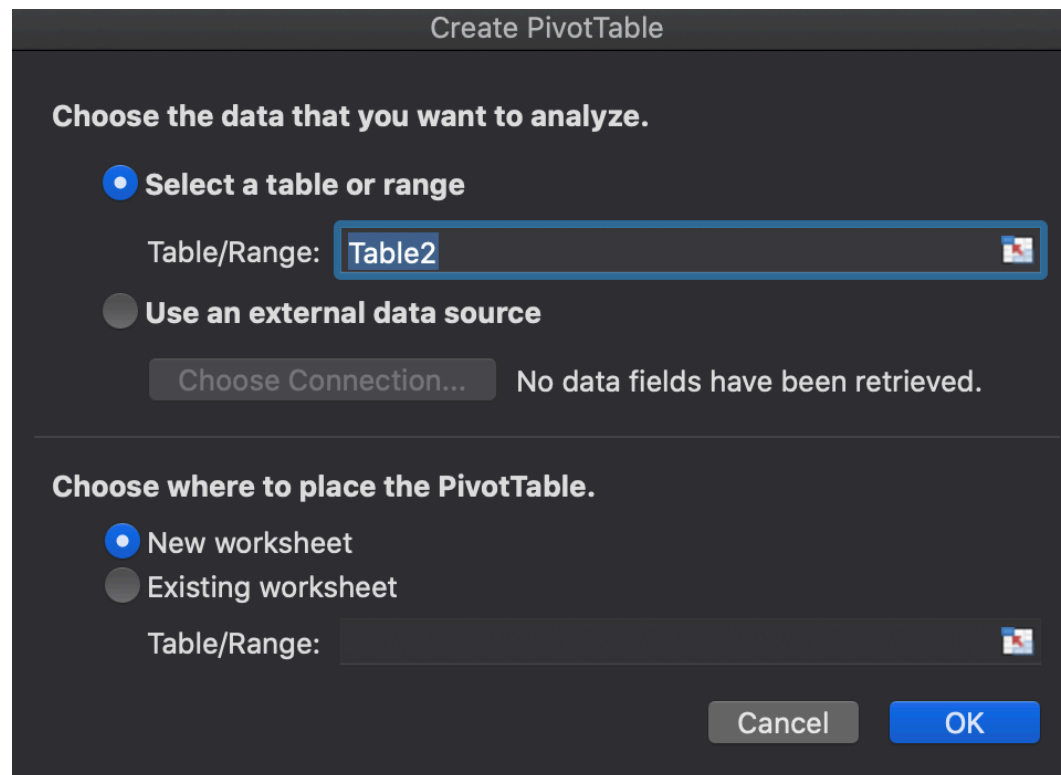 Create PivotTable
Choose the data that you want to analyze.
Select a table or range
Table/Range: Table2
Use an external data source
Choose Connection... No data fields have been retrieved.
Choose where to place the PivotTable.
New worksheet
Existing worksheet
Table/Range:
Cancel OK